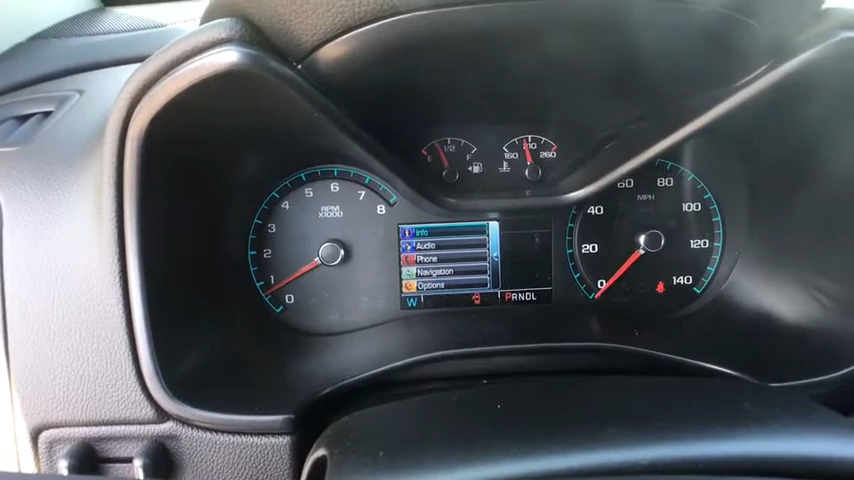 E 1/2 F
160 210 260
RPM
X1000
0 1 2 3 4 5 6 7 8
MPH
0 20 40 60 80 100 120 140
Info
Audio
Phone
Navigation
Options
W
PRNDL